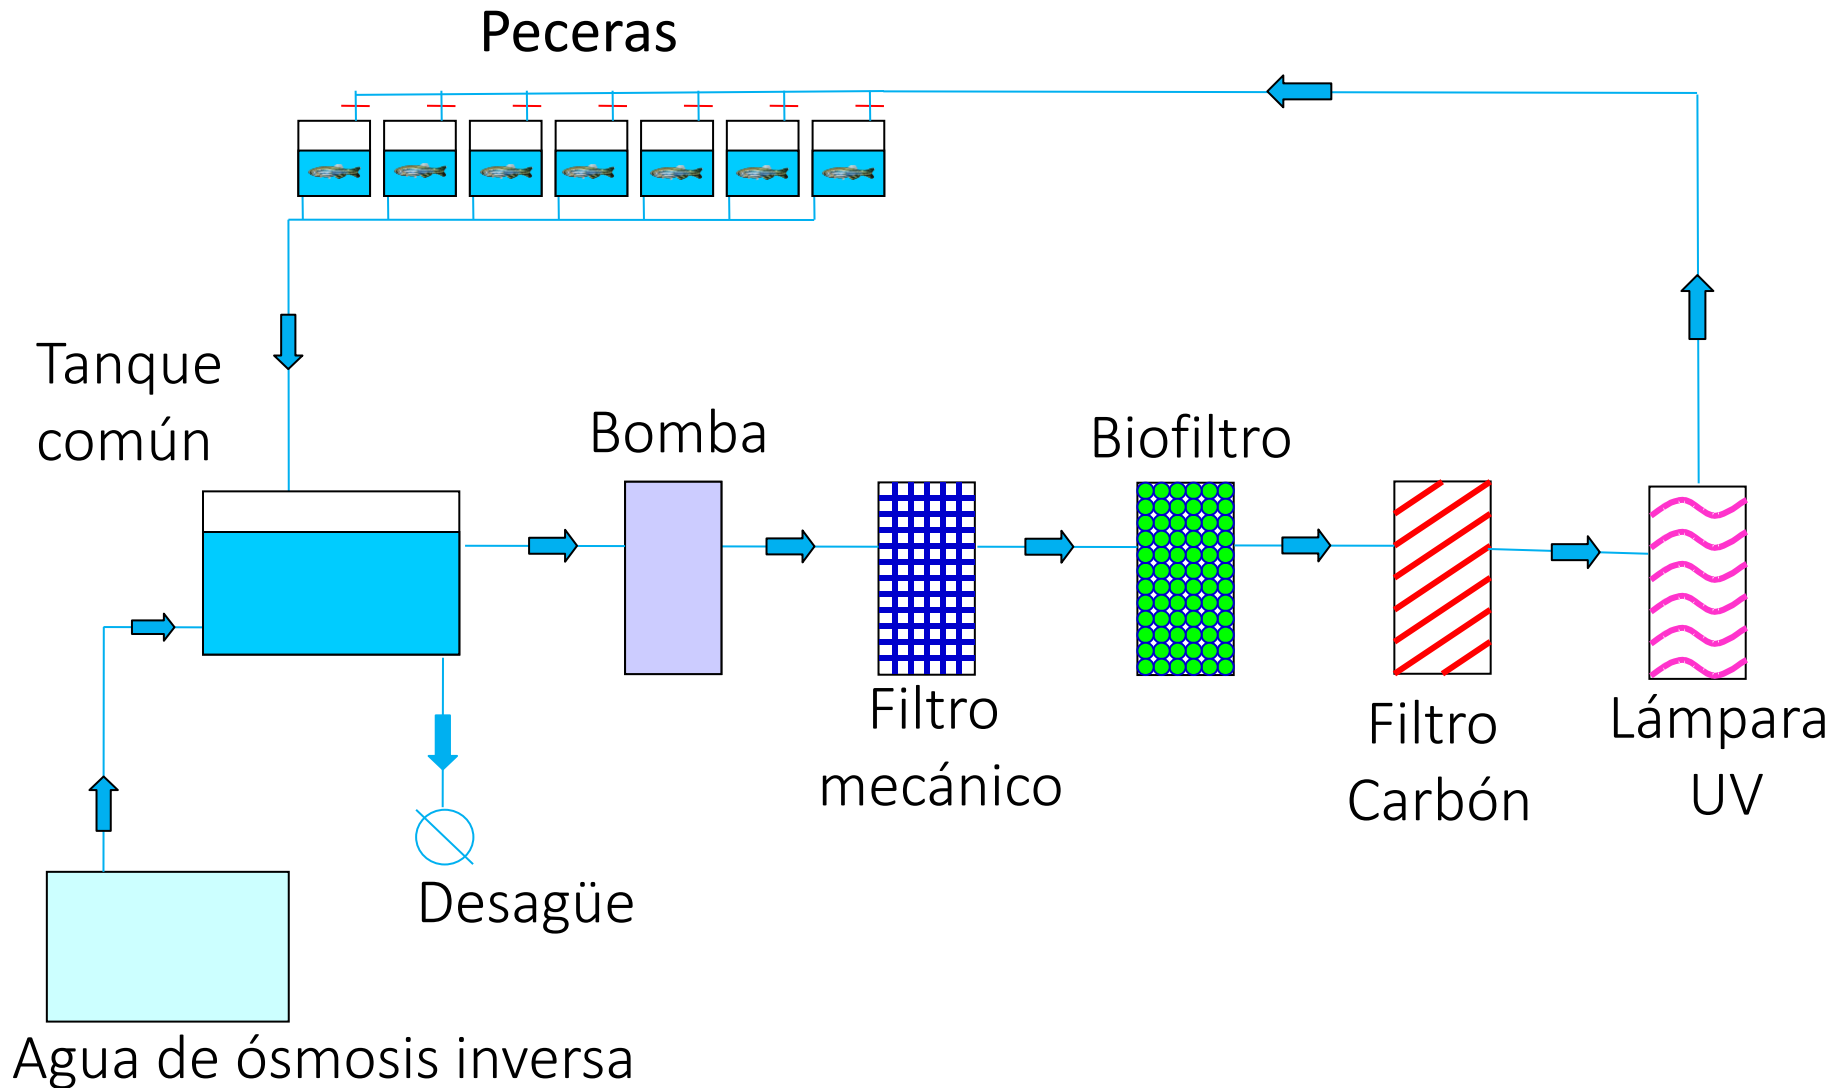 Peceras
Tanque
común
Bomba
Biofiltro
Filtro
mecánico
Filtro
Carbón
Lámpara
UV
Desagüe
Agua de ósmosis inversa